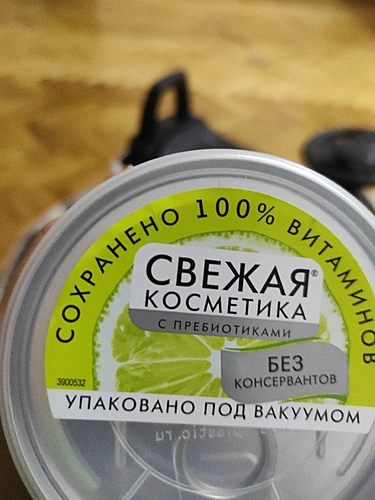 СОХРАНЕНО 100% ВИТАМИНОВ
СВЕЖАЯ®
КОСМЕТИКА
С ПРЕБИОТИКАМИ
БЕЗ
КОНСЕРВАНТОВ
3900532
УПАКОВАНО ПОД ВАКУУМОМ